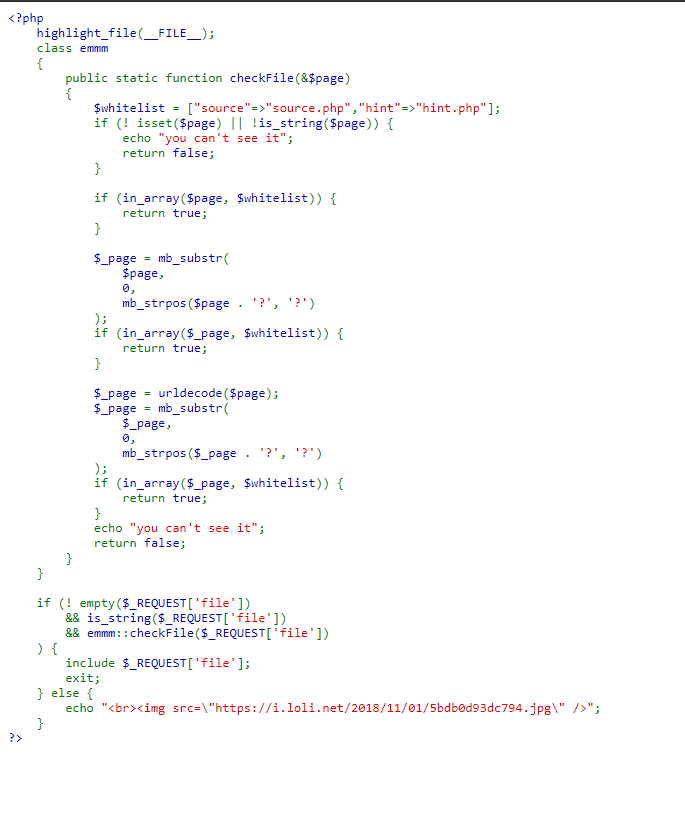 <?php
    highlight_file(__FILE__);
    class emmm
    {
        public static function checkFile(&$page)
        {
            $whitelist = ["source"=>"source.php","hint"=>"hint.php"];
            if (! isset($page) || !is_string($page)) {
                echo "you can't see it";
                return false;
            }

            if (in_array($page, $whitelist)) {
                return true;
            }

            $_page = mb_substr(
                $page,
                0,
                mb_strpos($page . '?', '?')
            );
            if (in_array($_page, $whitelist)) {
                return true;
            }

            $_page = urldecode($page);
            $_page = mb_substr(
                $_page,
                0,
                mb_strpos($_page . '?', '?')
            );
            if (in_array($_page, $whitelist)) {
                return true;
            }
            echo "you can't see it";
            return false;
        }
    }

    if (! empty($_REQUEST['file'])
        && is_string($_REQUEST['file'])
        && emmm::checkFile($_REQUEST['file'])
    ) {
        include $_REQUEST['file'];
        exit;
    } else {
        echo "<br><img src=\"https://i.loli.net/2018/11/01/5bdb0d93dc794.jpg\" />";
    }
?>